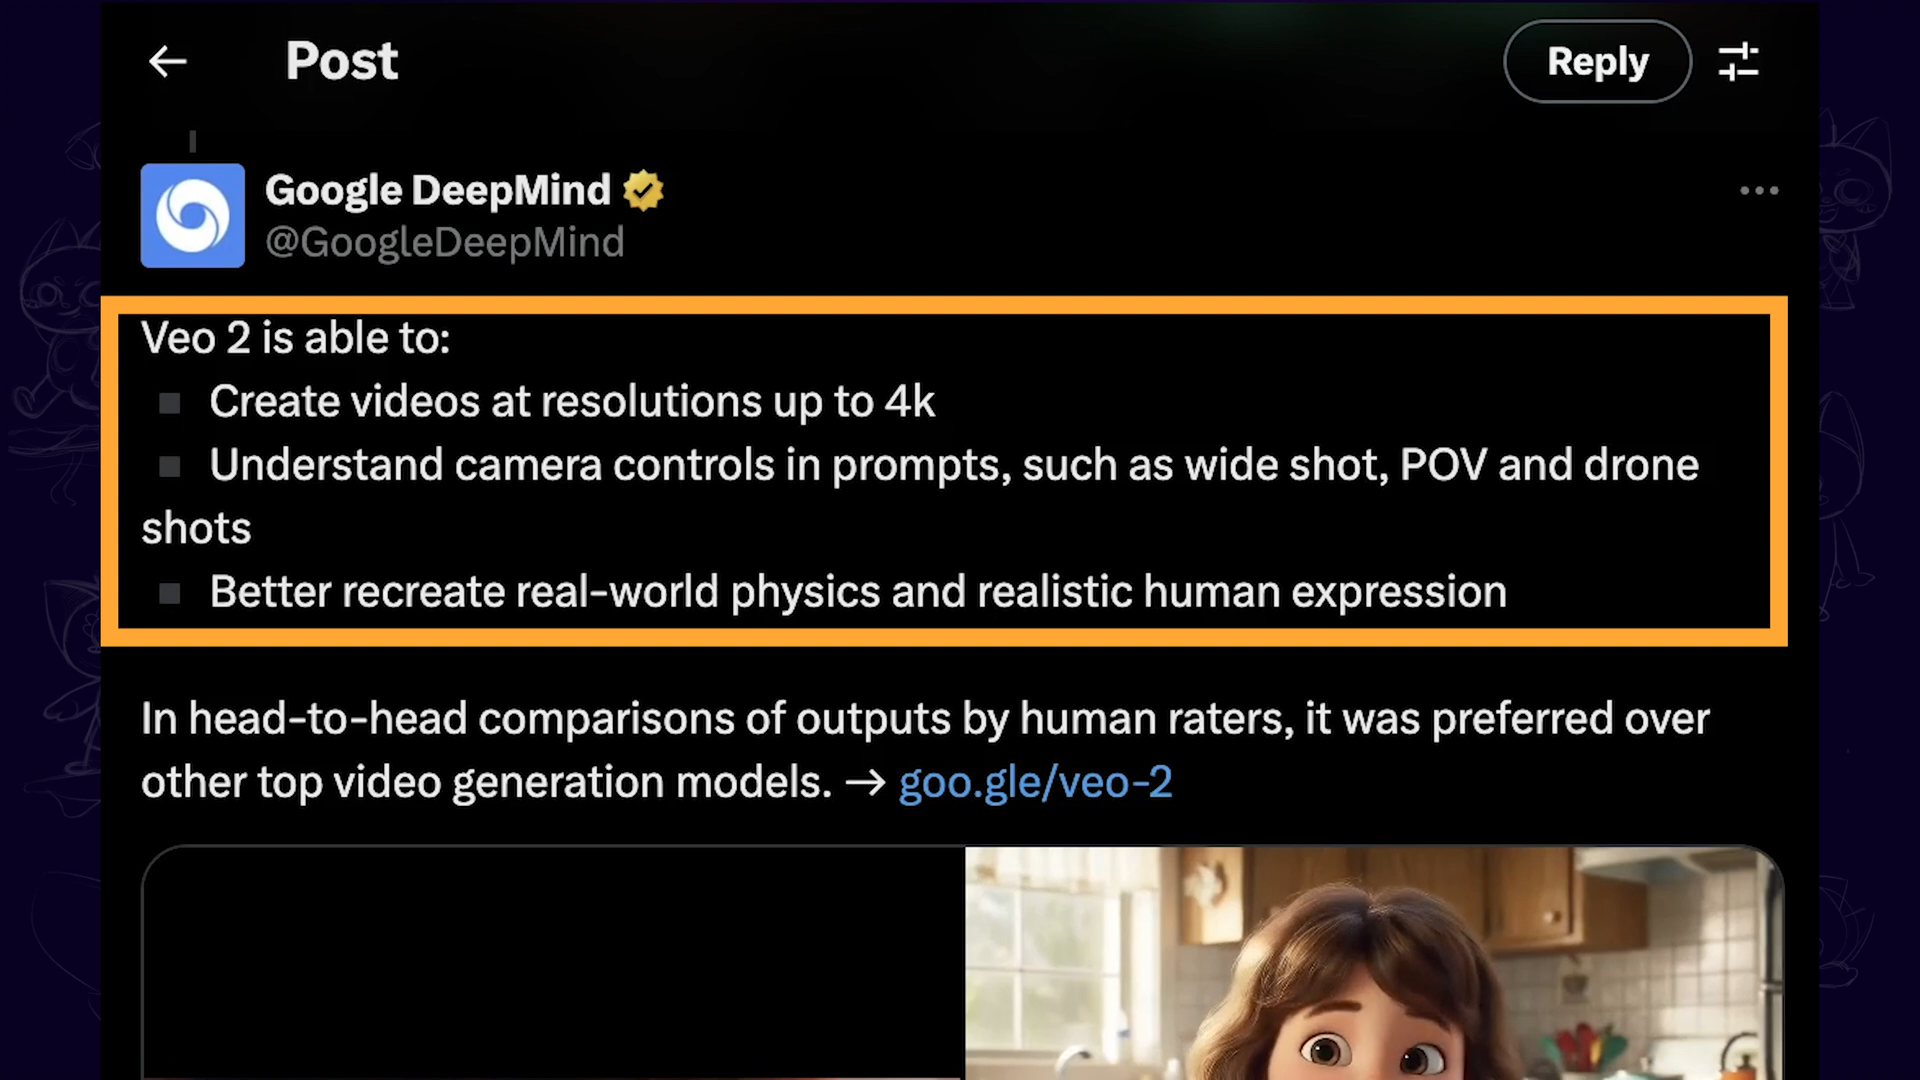 Post
Reply
Google DeepMind
@GoogleDeepMind
Veo 2 is able to:
Create videos at resolutions up to 4k
Understand camera controls in prompts, such as wide shot, POV and drone
shots
Better recreate real-world physics and realistic human expression
In head-to-head comparisons of outputs by human raters, it was preferred over
other top video generation models. → goo.gle/veo-2